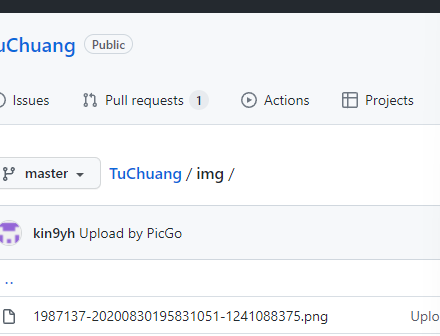 uChuang Public
Issues Pull requests 1 Actions Projects
master TuChuang / img /
kin9yh Upload by PicGo
..
1987137-20200830195831051-1241088375.png Uplo